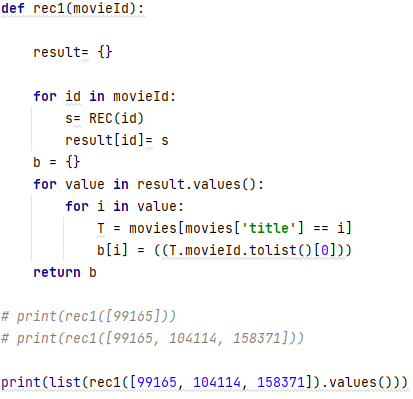 def rec1(movieId):
    result= {}
    for id in movieId:
        s= REC(id)
        result[id]= s
    b = {}
    for value in result.values():
        for i in value:
            T = movies[movies['title'] == i]
            b[i] = ((T.movieId.tolist()[0]))
    return b
# print(rec1([99165]))
# print(rec1([99165, 104114, 158371]))
print(list(rec1([99165, 104114, 158371]).values()))